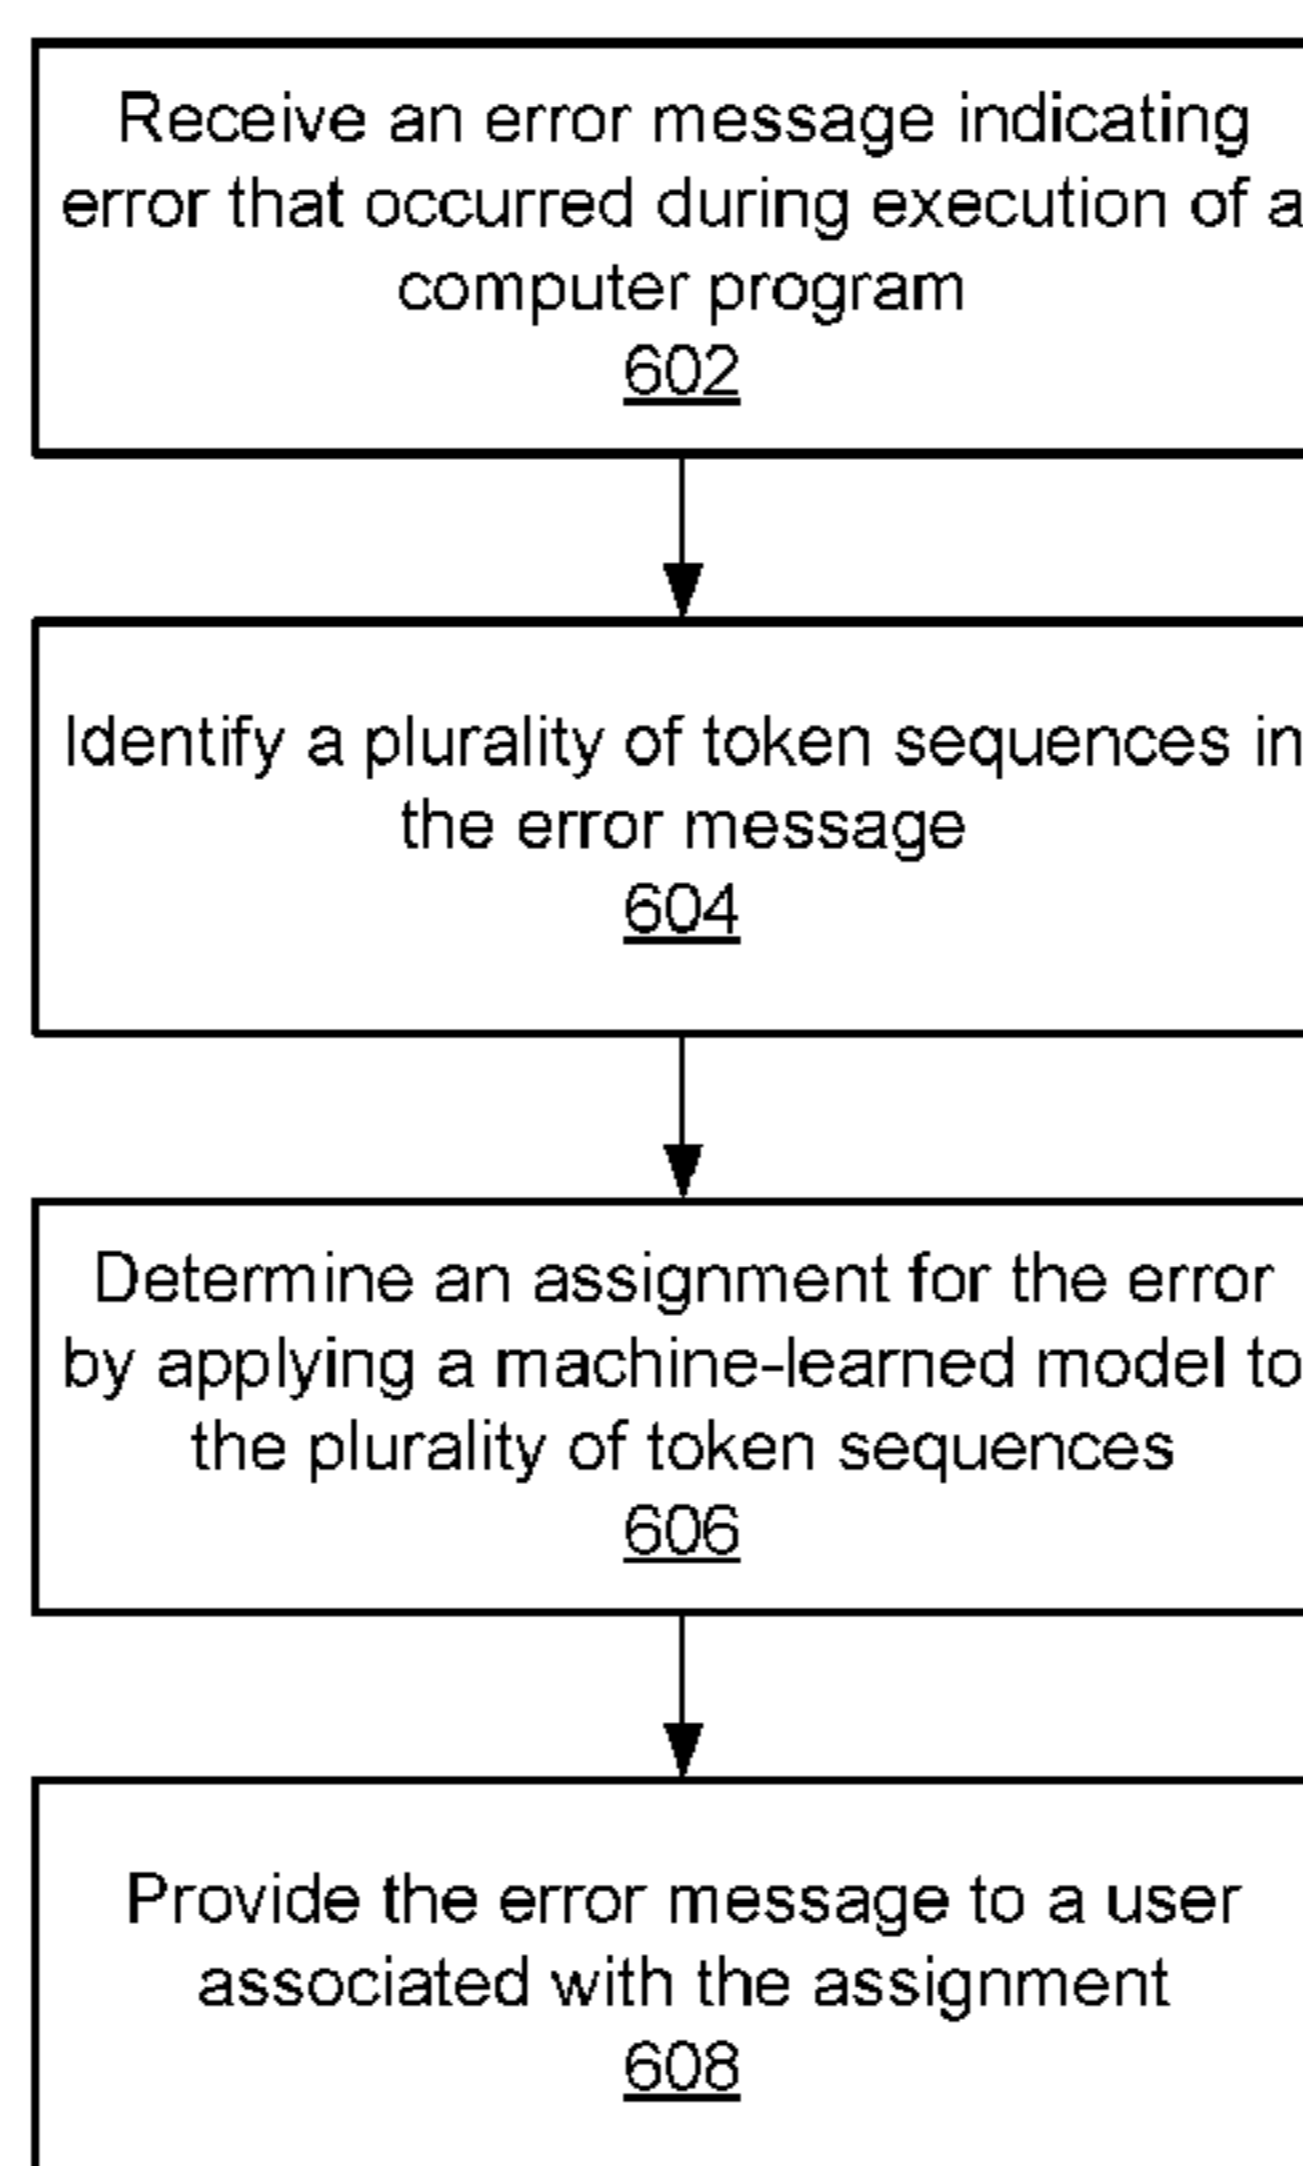 Receive an error message indicating
error that occurred during execution of a
computer program
602
Identify a plurality of token sequences in
the error message
604
Determine an assignment for the error
by applying a machine-learned model to
the plurality of token sequences
606
Provide the error message to a user
associated with the assignment
608